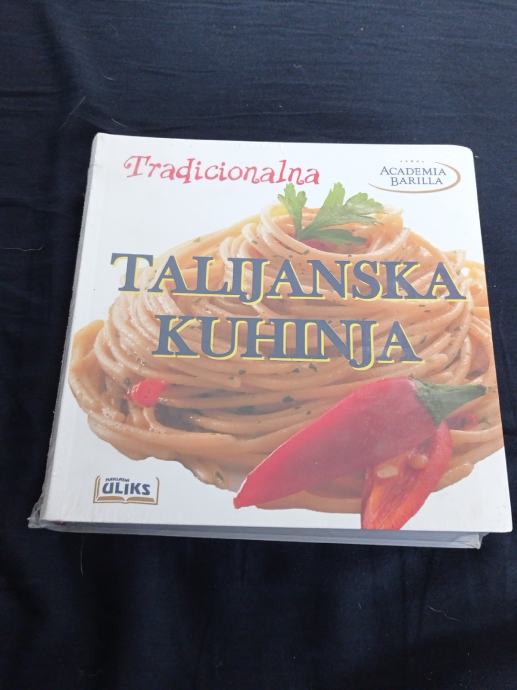 Tradicionalna
ACADEMIA
BARILLA
TALIJANSKA
KUHINJA
ULIKS